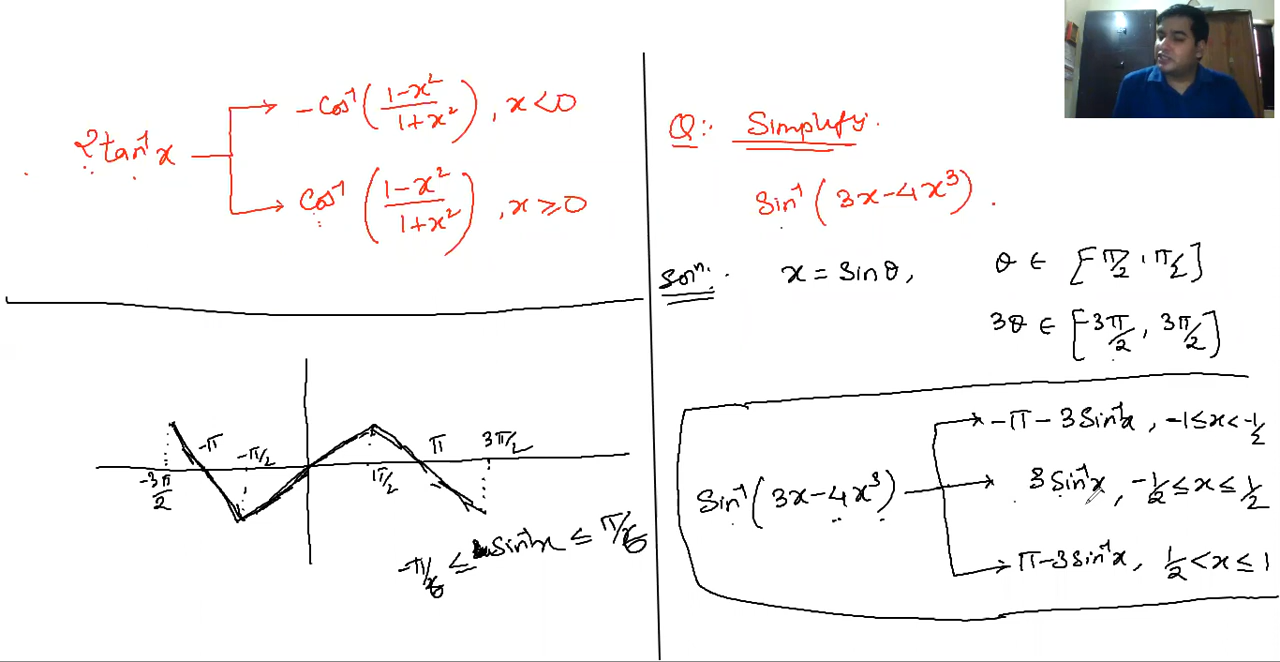 2tan⁻¹x
-Cos⁻¹((1-x²)/(1+x²)), x<0
Cos⁻¹((1-x²)/(1+x²)), x≥0
Q:- Simplify.
Sin⁻¹(3x-4x³).
Solⁿ. x = Sinθ, θ ∈ [-π/2, π/2]
3θ ∈ [-3π/2, 3π/2]
-3π/2 -π -π/2 π/2 π 3π/2
≤ Sin⁻¹x ≤
Sin⁻¹(3x-4x³)
-π-3Sin⁻¹x, -1≤x<-1/2
3Sin⁻¹x, -1/2≤x≤1/2
π-3Sin⁻¹x, 1/2<x≤1